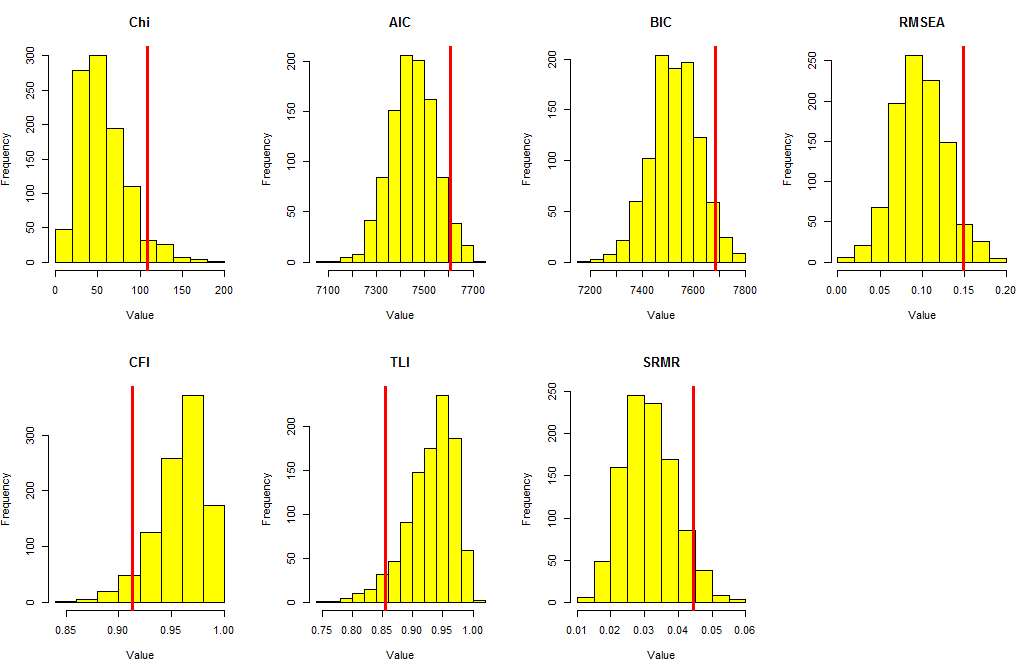 Chi
Frequency
0 50 100 150 200 250 300
0 50 100 150 200
Value
AIC
Frequency
0 50 100 150 200
7100 7300 7500 7700
Value
BIC
Frequency
0 50 100 150 200
7200 7400 7600 7800
Value
RMSEA
Frequency
0 50 100 150 200 250
0.00 0.05 0.10 0.15 0.20
Value
CFI
Frequency
0 100 200 300
0.85 0.90 0.95 1.00
Value
TLI
Frequency
0 50 100 150 200
0.75 0.80 0.85 0.90 0.95 1.00
Value
SRMR
Frequency
0 50 100 150 200 250
0.01 0.02 0.03 0.04 0.05 0.06
Value